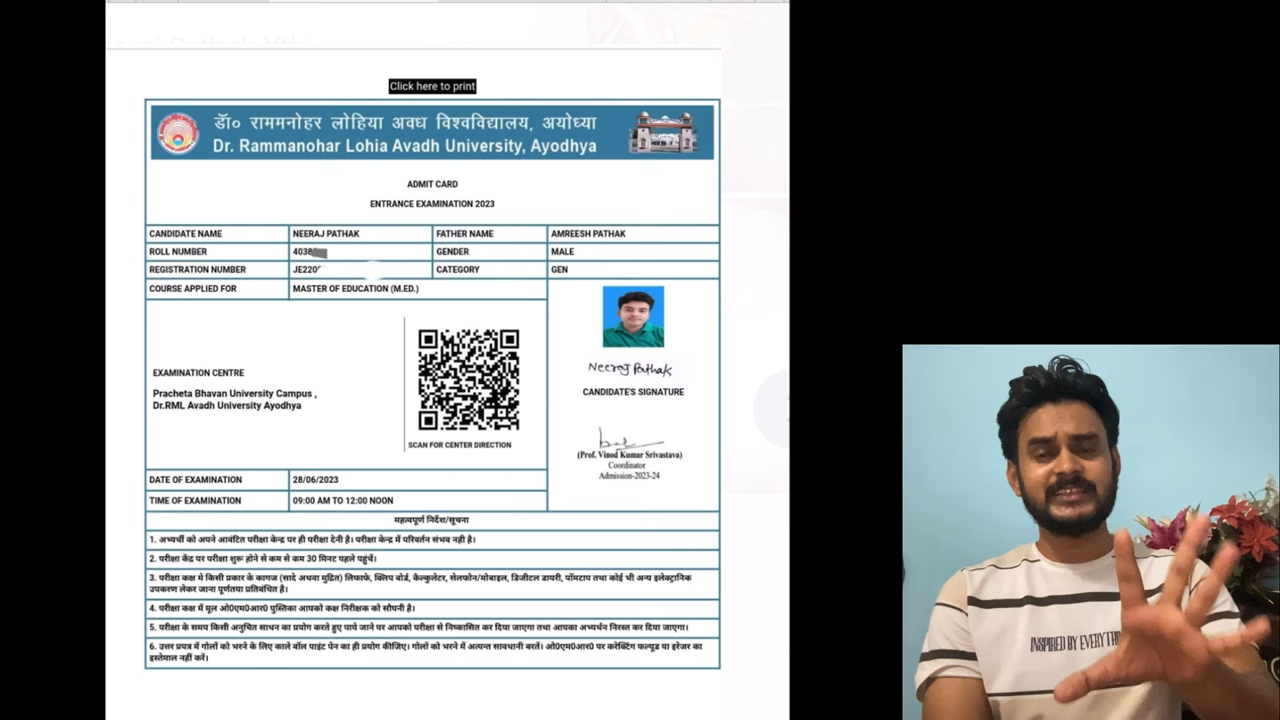 Click here to print
डॉ० राममनोहर लोहिया अवध विश्वविद्यालय, अयोध्या
Dr. Rammanohar Lohia Avadh University, Ayodhya
ADMIT CARD
ENTRANCE EXAMINATION 2023
CANDIDATE NAME NEERAJ PATHAK FATHER NAME AMREESH PATHAK
ROLL NUMBER 4038 GENDER MALE
REGISTRATION NUMBER JE220 CATEGORY GEN
COURSE APPLIED FOR MASTER OF EDUCATION (M.ED.)
EXAMINATION CENTRE
Pracheta Bhavan University Campus ,
Dr.RML Avadh University Ayodhya
SCAN FOR CENTER DIRECTION
Neeraj Pathak
CANDIDATE'S SIGNATURE
(Prof. Vinod Kumar Srivastava)
Coordinator
Admission-2023-24
DATE OF EXAMINATION 28/06/2023
TIME OF EXAMINATION 09:00 AM TO 12:00 NOON
महत्वपूर्ण निर्देश/सूचना
1. अभ्यर्थी को अपने आवंटित परीक्षा केन्द्र पर ही परीक्षा देनी है। परीक्षा केन्द्र में परिवर्तन संभव नही है।
2. परीक्षा केंद्र पर परीक्षा शुरू होने से कम से कम 30 मिनट पहले पहुंचें।
3. परीक्षा कक्ष मे किसी प्रकार के कागज (सादे अथवा मुद्रित) लिफाफे, क्लिप बोर्ड, कैल्कुलेटर, सेलफोन/मोबाइल, डिजीटल डायरी, पॉमटाप तथा कोई भी अन्य इलेक्ट्रानिक
उपकरण लेकर जाना पूर्णतया प्रतिबंधित है।
4. परीक्षा कक्ष में मूल ओ0एम0आर0 पुस्तिका आपको कक्ष निरीक्षक को सौपनी है।
5. परीक्षा के समय किसी अनुचित साधन का प्रयोग करते हुए पाये जाने पर आपको परीक्षा से निष्कासित कर दिया जाएगा तथा आपका अभ्यर्थन निरस्त कर दिया जाएगा।
6. उत्तर प्रपत्र में गोलों को भरने के लिए काले बॉल पाइंट पेन का ही प्रयोग कीजिए। गोलों को भरने में अत्यन्त सावधानी बरतें। ओ0एम0आर0 पर करेक्टिंग फल्यूड या इरेजर का
इस्तेमाल नहीं करें।
INSPIRED BY